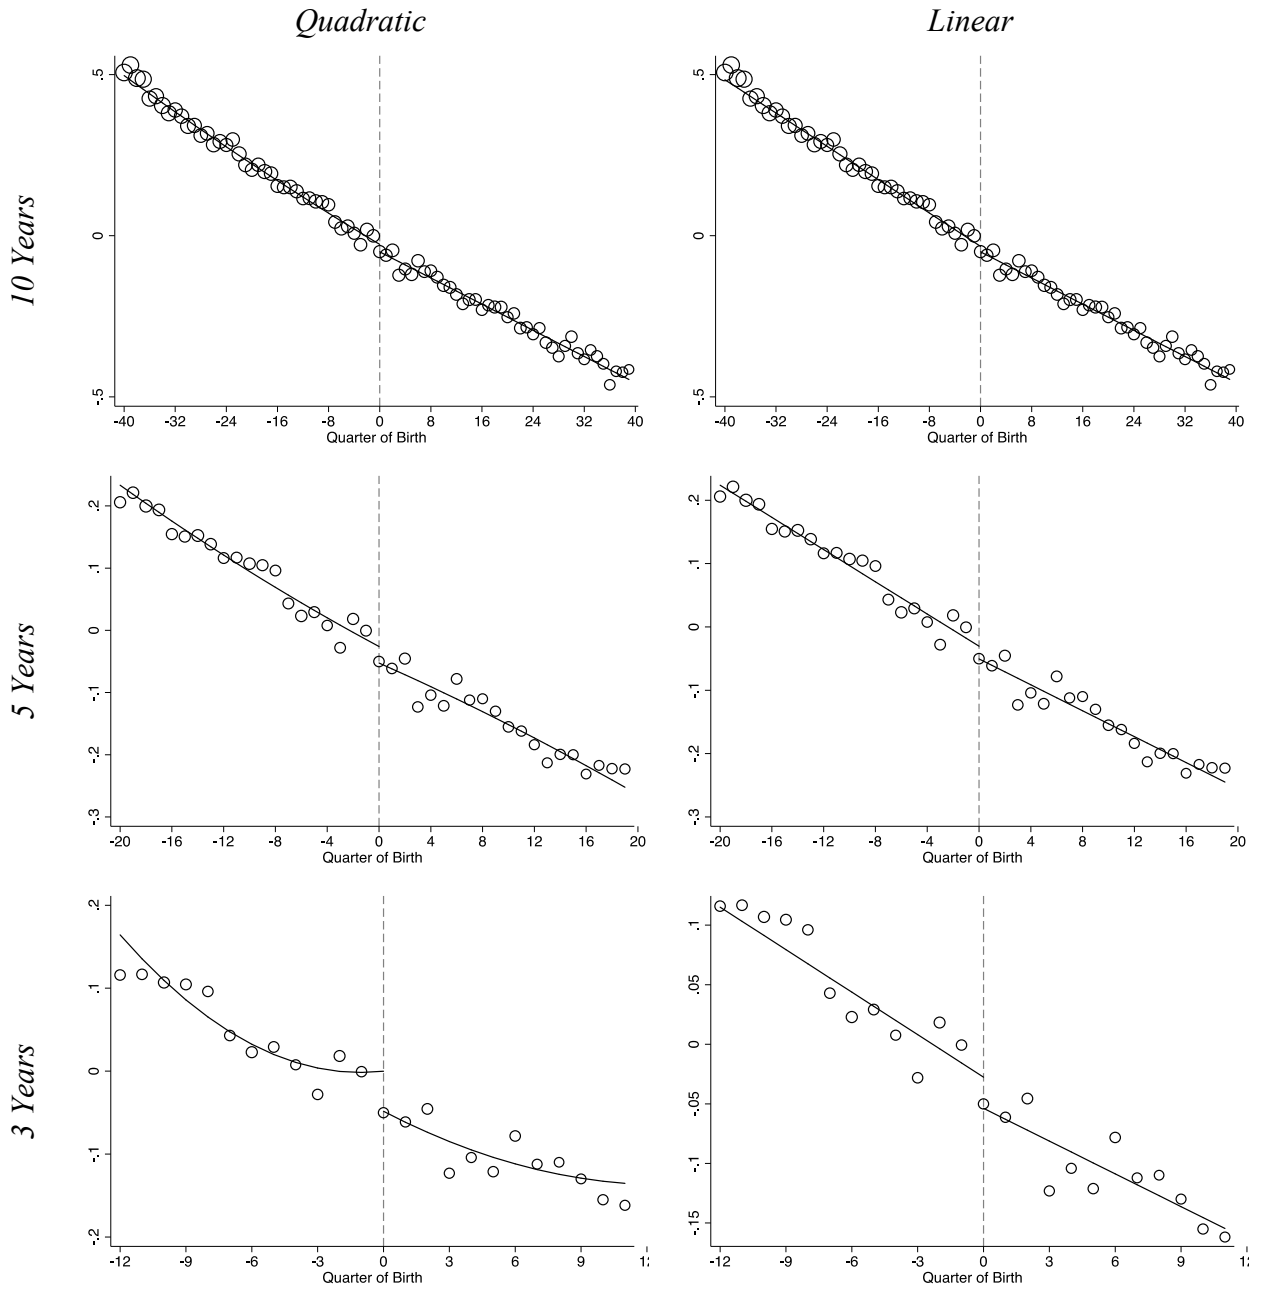 Quadratic Linear
10 Years
.5 0 -.5
-40 -32 -24 -16 -8 0 8 16 24 32 40
Quarter of Birth
.5 0 -.5
-40 -32 -24 -16 -8 0 8 16 24 32 40
Quarter of Birth
5 Years
.2 .1 0 -.1 -.2 -.3
-20 -16 -12 -8 -4 0 4 8 12 16 20
Quarter of Birth
.2 .1 0 -.1 -.2 -.3
-20 -16 -12 -8 -4 0 4 8 12 16 20
Quarter of Birth
3 Years
.2 .1 0 -.1 -.2
-12 -9 -6 -3 0 3 6 9
Quarter of Birth
.1 .05 0 -.05 -.1 -.15
-12 -9 -6 -3 0 3 6 9
Quarter of Birth